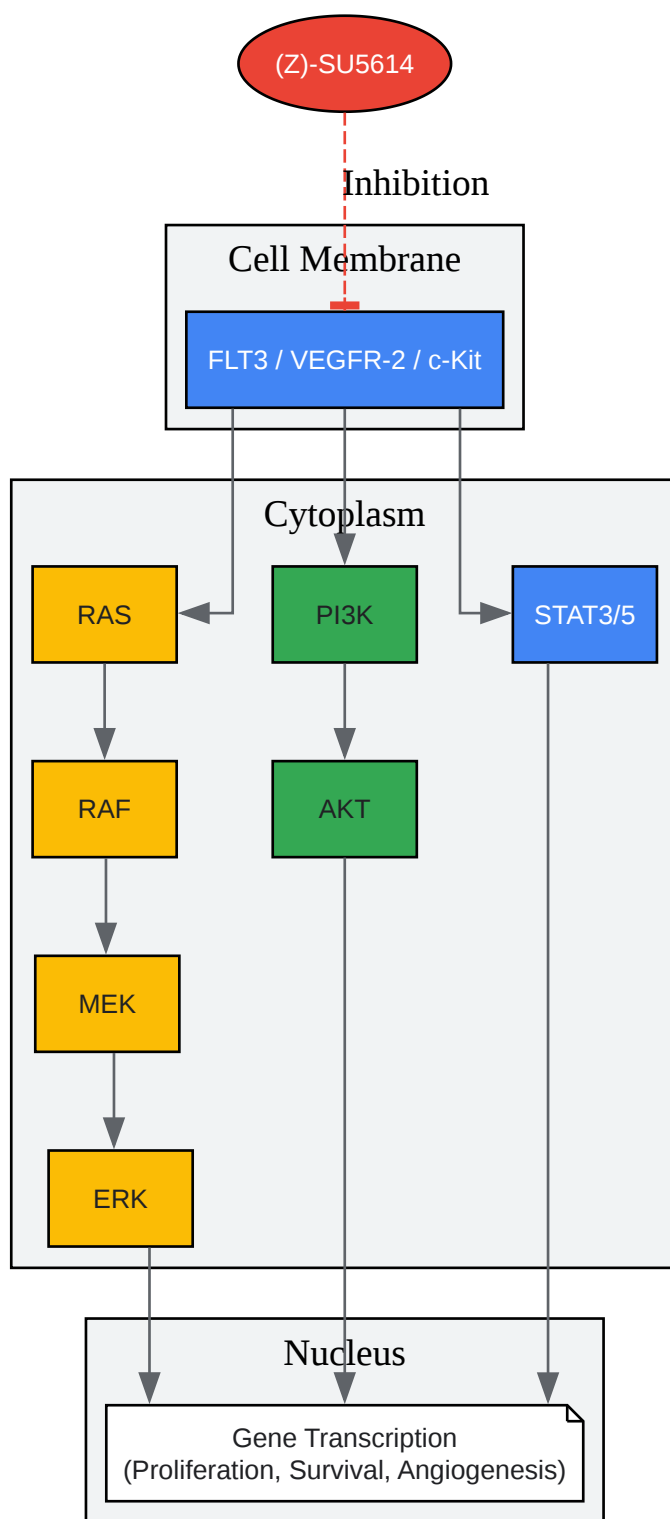 (Z)-SU5614
Inhibition
Cell Membrane
FLT3 / VEGFR-2 / c-Kit
Cytoplasm
RAS
PI3K
STAT3/5
RAF
AKT
MEK
ERK
Nucleus
Gene Transcription
(Proliferation, Survival, Angiogenesis)